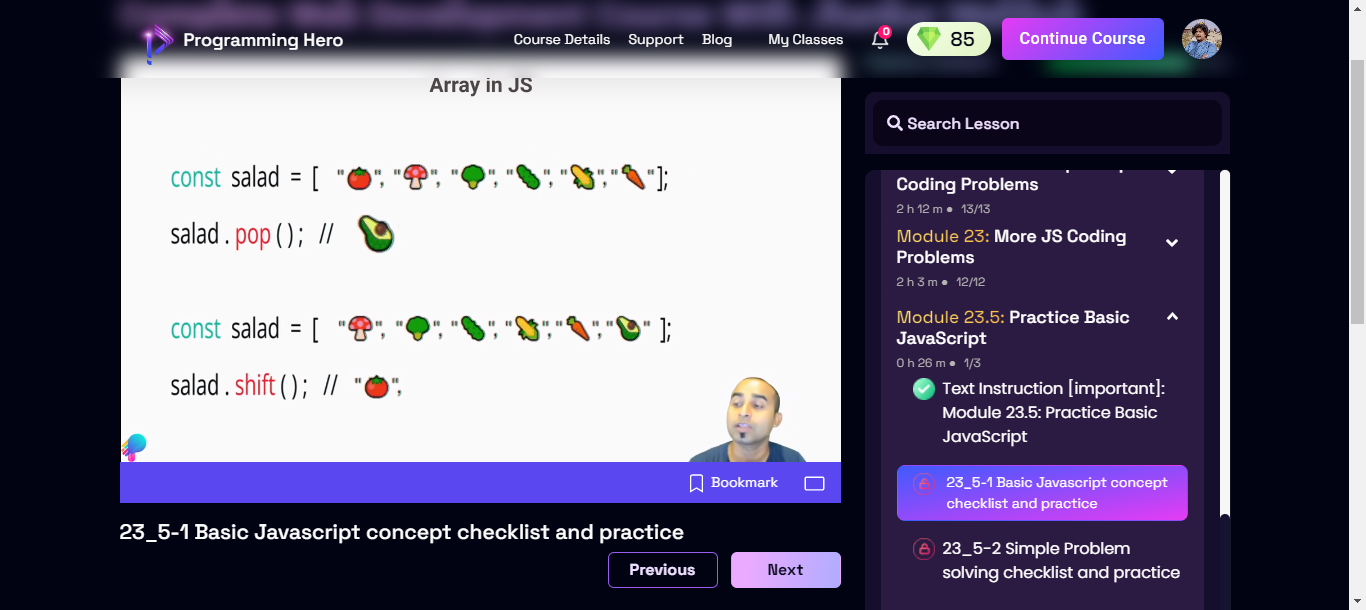 Programming Hero
Course Details
Support
Blog
My Classes
8
85
Continue Course
Array in JS
const salad = [ "🍅", "🍄", "🥦", "🥒", "🌽", "🥕"];
salad.pop(); // 🥑
const salad = [ "🍄", "🥦", "🥒", "🌽", "🥕", "🥑" ];
salad.shift(); // "🍅",
Bookmark
23_5-1 Basic Javascript concept checklist and practice
Previous
Next
Search Lesson
Coding Problems
2 h 12 m ● 13/13
Module 23: More JS Coding
Problems
2 h 3 m ● 12/12
Module 23.5: Practice Basic
JavaScript
0 h 26 m ● 1/3
Text Instruction [important]:
Module 23.5: Practice Basic
JavaScript
23_5-1 Basic Javascript concept
checklist and practice
23_5-2 Simple Problem
solving checklist and practice